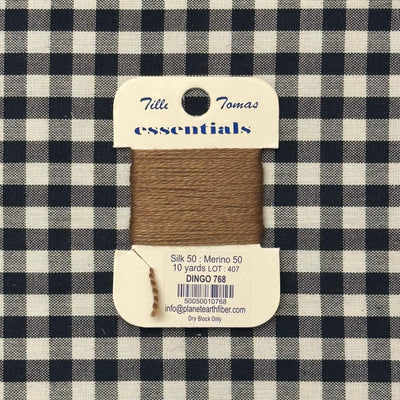 Tilli Tomas
essentials
Silk 50 : Merino 50
10 yards LOT : 407
DINGO 768
50050010768
info@planetearthfiber.com
Dry Block Only